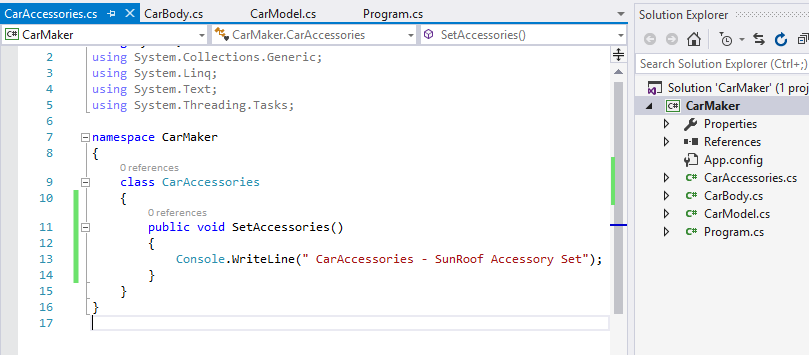 CarAccessories.cs CarBody.cs CarModel.cs Program.cs
CarMaker CarMaker.CarAccessories SetAccessories()
2 using System.Collections.Generic;
3 using System.Linq;
4 using System.Text;
5 using System.Threading.Tasks;
6
7 namespace CarMaker
8 {
0 references
9 class CarAccessories
10 {
0 references
11 public void SetAccessories()
12 {
13 Console.WriteLine(" CarAccessories - SunRoof Accessory Set");
14 }
15 }
16 }
17
Solution Explorer
Search Solution Explorer (Ctrl+;)
Solution 'CarMaker' (1 proj
C# CarMaker
Properties
References
App.config
C# CarAccessories.cs
C# CarBody.cs
C# CarModel.cs
C# Program.cs